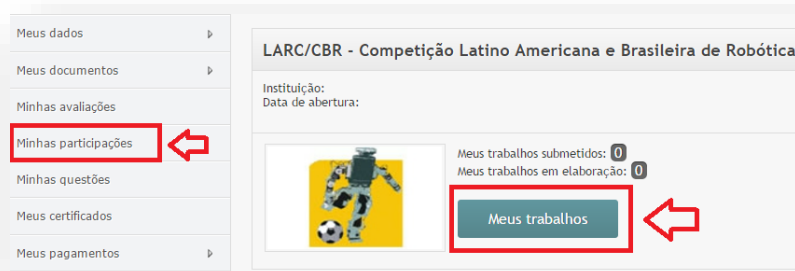 Meus dados
Meus documentos
Minhas avaliações
Minhas participações
Minhas questões
Meus certificados
Meus pagamentos
LARC/CBR - Competição Latino Americana e Brasileira de Robótica
Instituição:
Data de abertura:
Meus trabalhos submetidos: 0
Meus trabalhos em elaboração: 0
Meus trabalhos